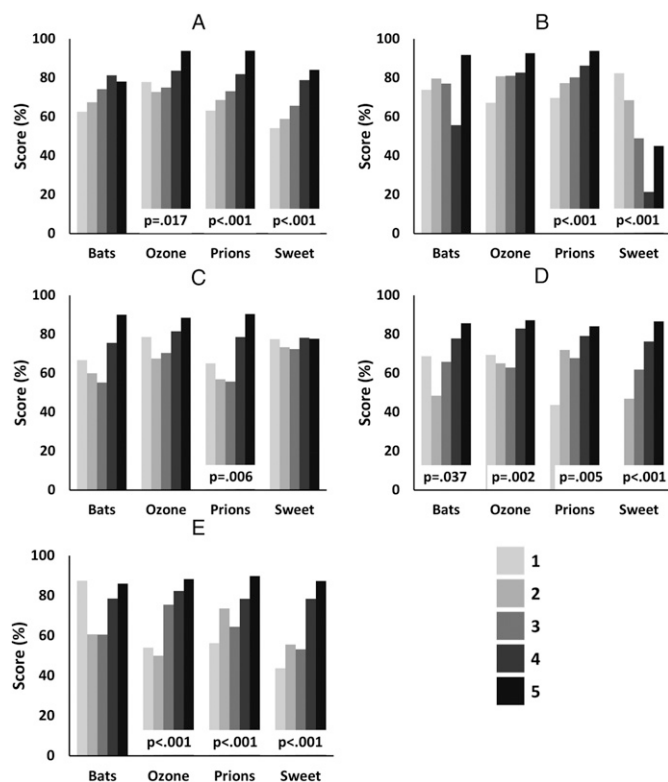 A
B
Score (%)
100
80
60
40
20
0
p=.017 p<.001 p<.001
Bats Ozone Prions Sweet
Score (%)
100
80
60
40
20
0
p<.001 p<.001
Bats Ozone Prions Sweet
C
D
Score (%)
100
80
60
40
20
0
p=.006
Bats Ozone Prions Sweet
Score (%)
100
80
60
40
20
0
p=.037 p=.002 p=.005 p<.001
Bats Ozone Prions Sweet
E
Score (%)
100
80
60
40
20
0
p<.001 p<.001 p<.001
Bats Ozone Prions Sweet
1
2
3
4
5